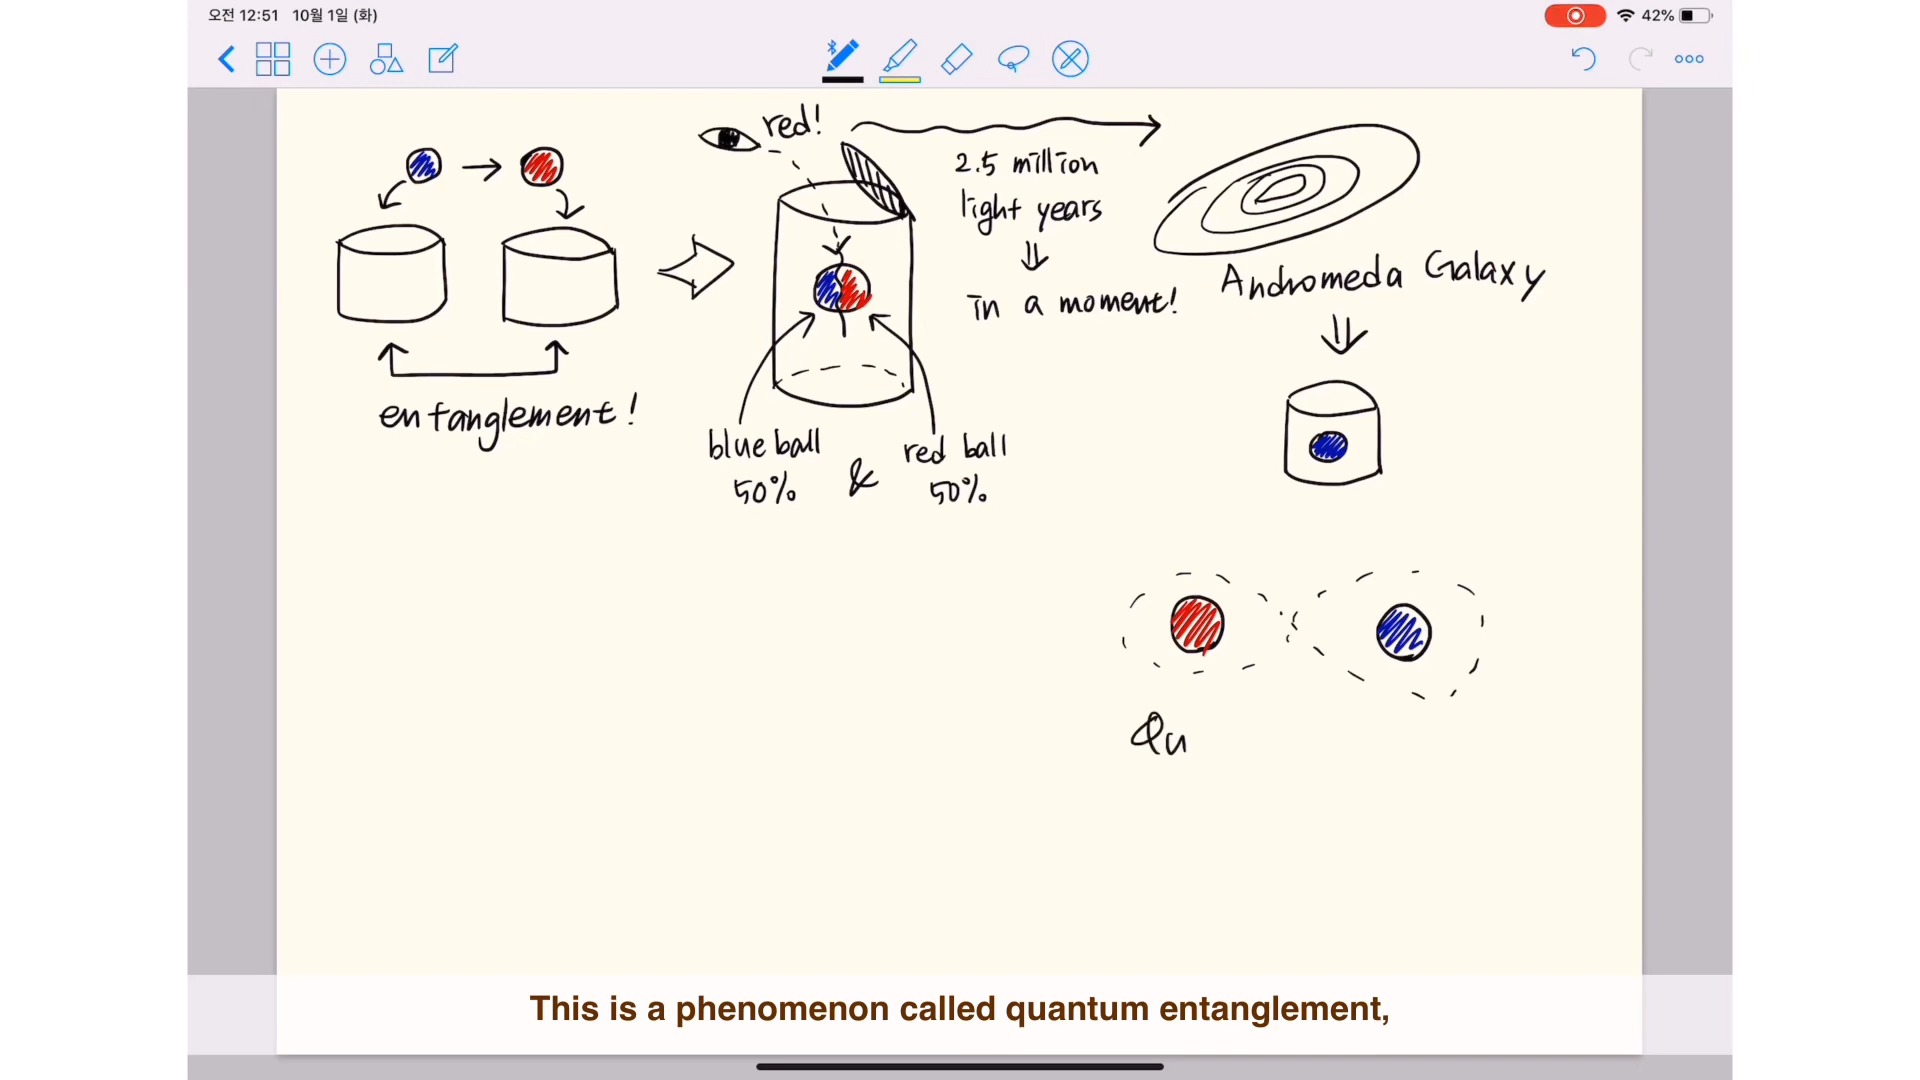 오전 12:51 10월 1일 (화)
42%
red!
2.5 million
light years
in a moment!
Andromeda Galaxy
entanglement!
blue ball
50%
&
red ball
50%
Qu
This is a phenomenon called quantum entanglement,